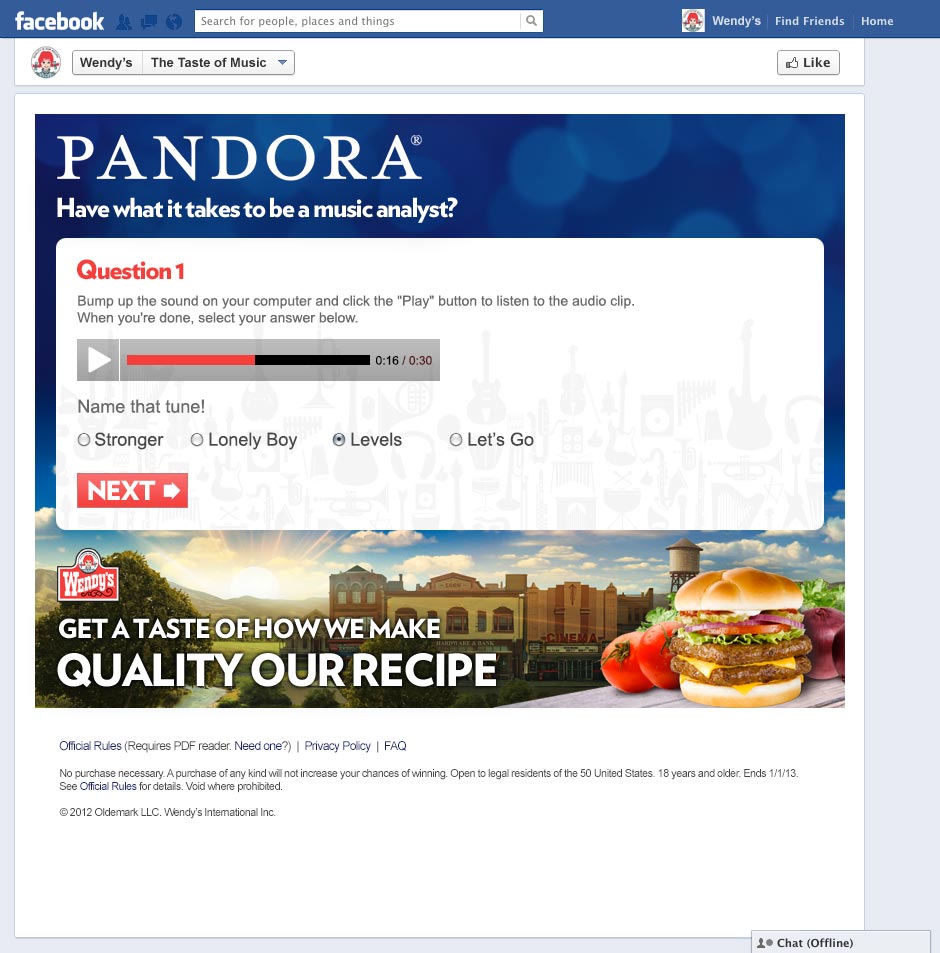 facebook
Search for people, places and things
Wendy's
Find Friends
Home
Wendy's
The Taste of Music
Like
PANDORA®
Have what it takes to be a music analyst?
Question 1
Bump up the sound on your computer and click the "Play" button to listen to the audio clip.
When you're done, select your answer below.
0:16 / 0:30
Name that tune!
Stronger Lonely Boy Levels Let's Go
NEXT
Wendy's
LOGS
HARDWARE & BANK
CINEMA
GET A TASTE OF HOW WE MAKE
QUALITY OUR RECIPE
Official Rules (Requires PDF reader. Need one?) | Privacy Policy | FAQ
No purchase necessary. A purchase of any kind will not increase your chances of winning. Open to legal residents of the 50 United States. 18 years and older. Ends 1/1/13.
See Official Rules for details. Void where prohibited.
© 2012 Oldemark LLC. Wendy's International Inc.
Chat (Offline)